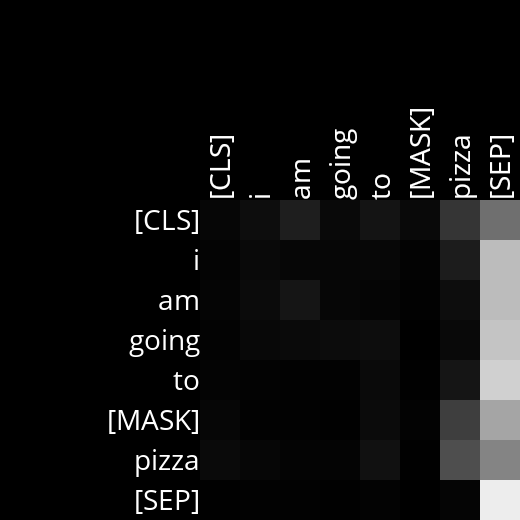 [CLS] i am going to [MASK] pizza [SEP]
[CLS]
i
am
going
to
[MASK]
pizza
[SEP]